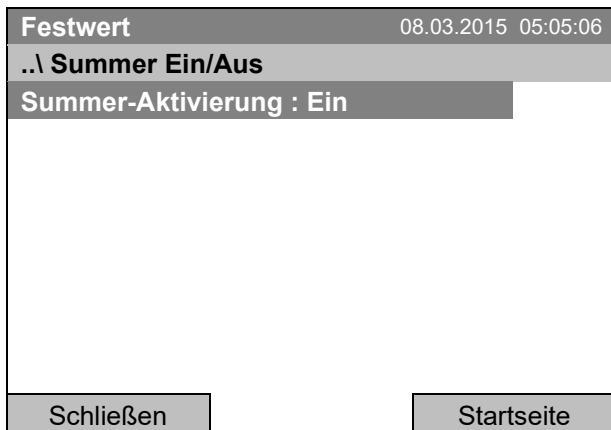 Festwert 08.03.2015 05:05:06
..\ Summer Ein/Aus
Summer-Aktivierung : Ein
Schließen Startseite